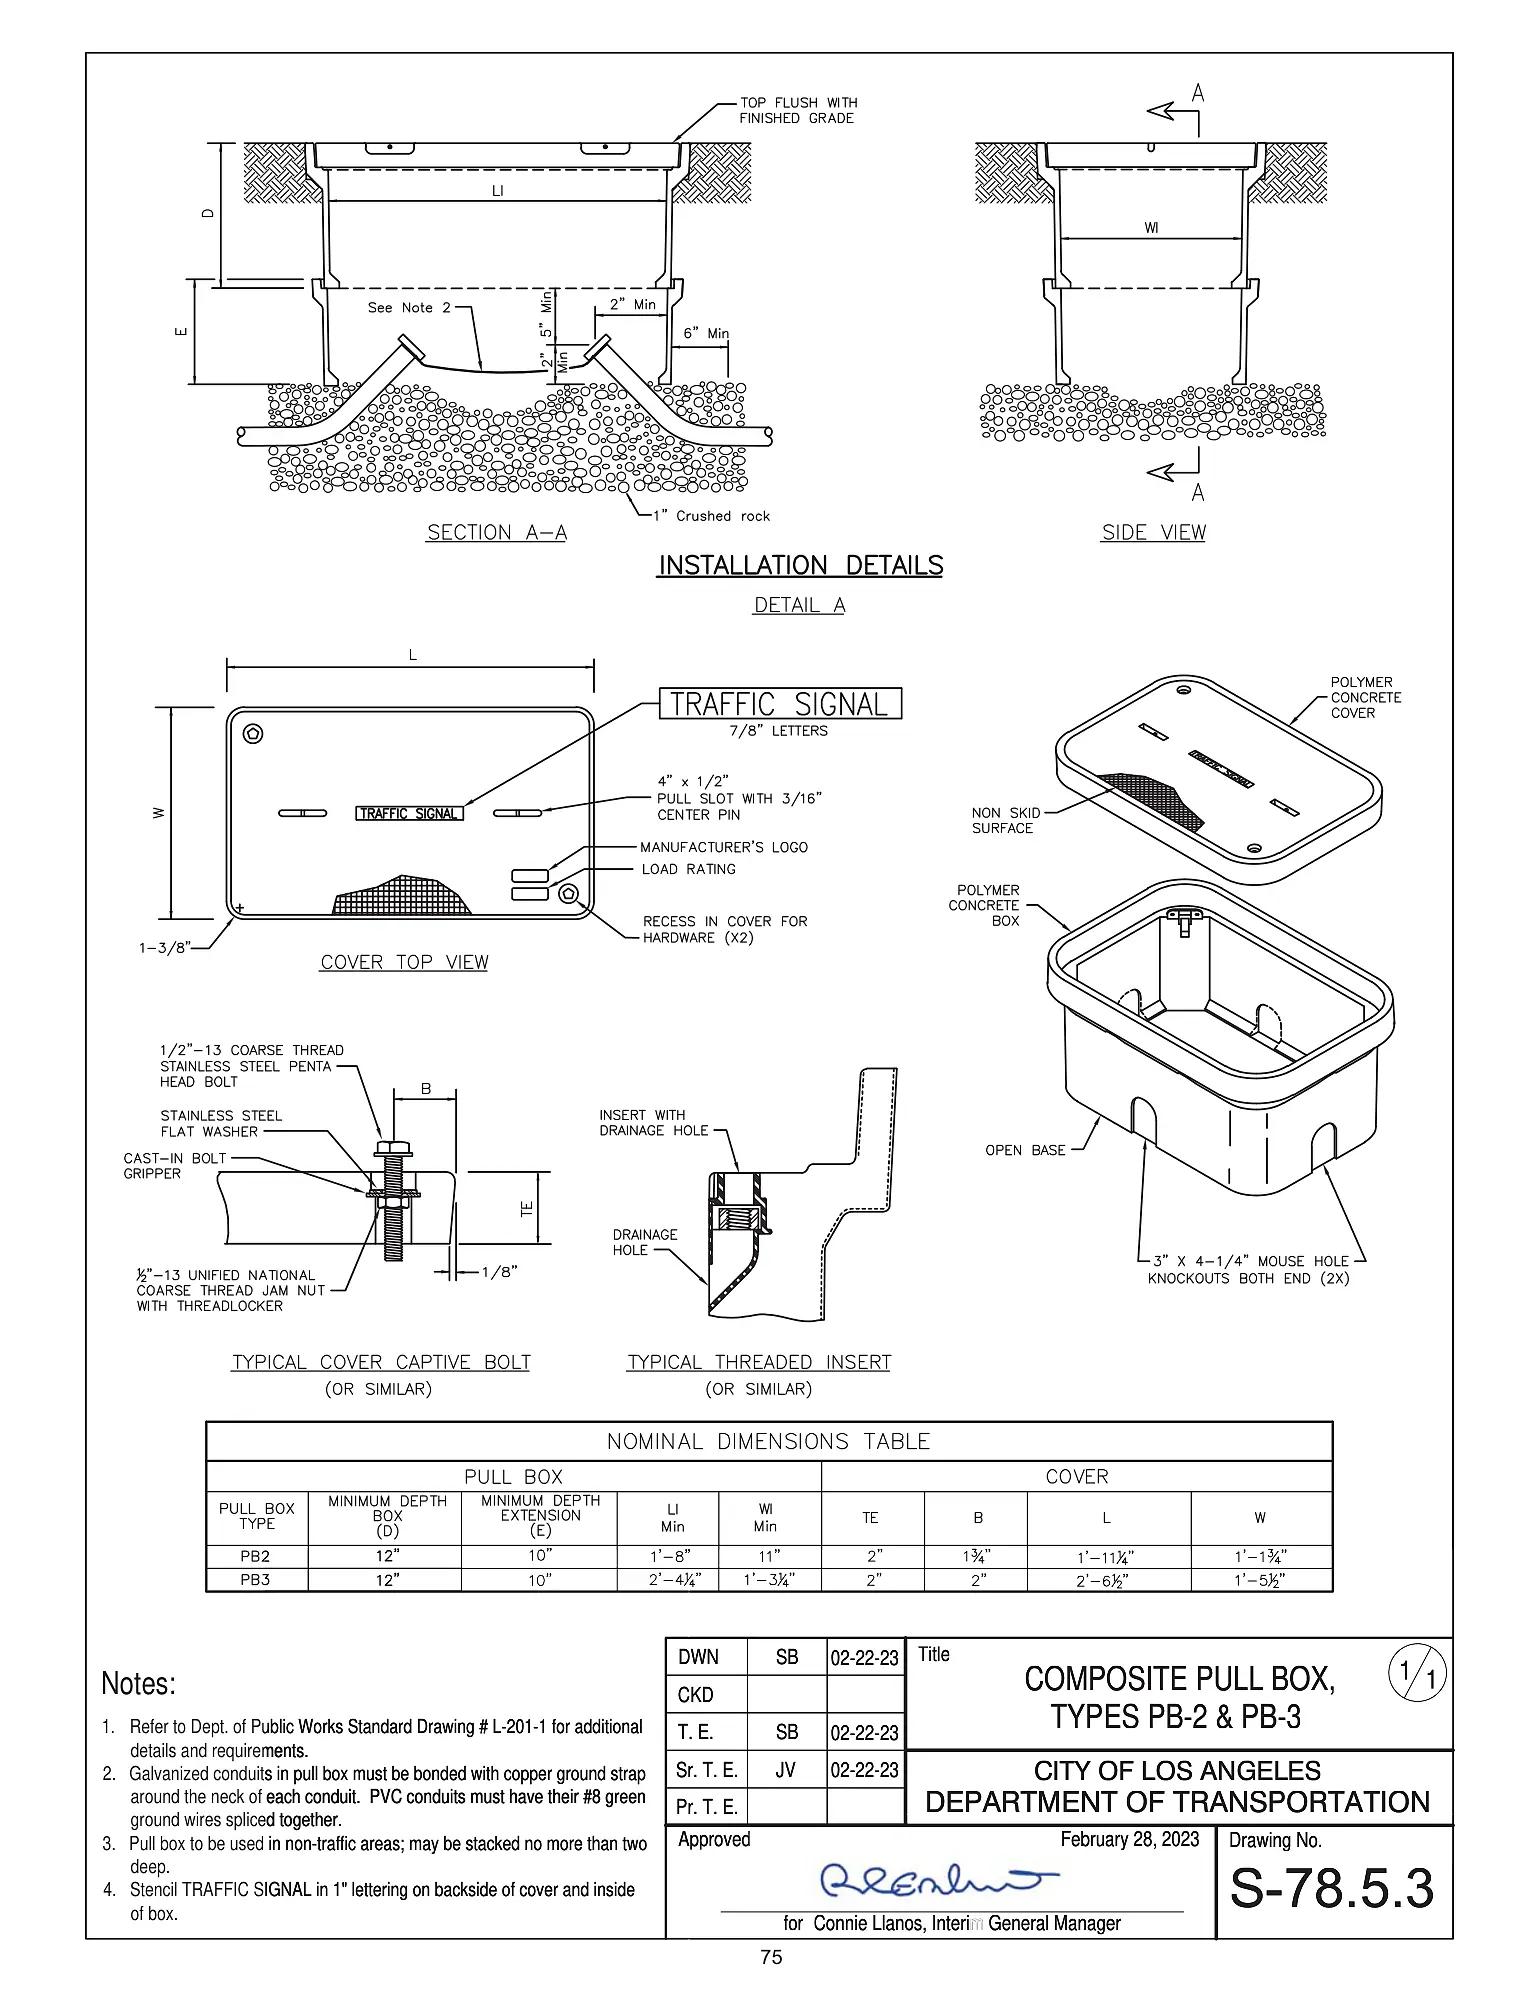 TOP FLUSH WITH
FINISHED GRADE
A
LI
D
WI
See Note 2
5” Min
2” Min
2”
Min
6” Min
E
1” Crushed rock
A
SECTION A–A
SIDE VIEW
INSTALLATION DETAILS
DETAIL A
L
TRAFFIC SIGNAL
7/8” LETTERS
W
TRAFFIC SIGNAL
4” x 1/2”
PULL SLOT WITH 3/16”
CENTER PIN
MANUFACTURER'S LOGO
LOAD RATING
RECESS IN COVER FOR
HARDWARE (X2)
1–3/8”
COVER TOP VIEW
POLYMER
CONCRETE
COVER
TRAFFIC SIGNAL
NON SKID
SURFACE
POLYMER
CONCRETE
BOX
OPEN BASE
3” X 4–1/4” MOUSE HOLE
KNOCKOUTS BOTH END (2X)
1/2”–13 COARSE THREAD
STAINLESS STEEL PENTA
HEAD BOLT
B
STAINLESS STEEL
FLAT WASHER
CAST–IN BOLT
GRIPPER
TE
½”–13 UNIFIED NATIONAL
COARSE THREAD JAM NUT
WITH THREADLOCKER
1/8”
TYPICAL COVER CAPTIVE BOLT
(OR SIMILAR)
INSERT WITH
DRAINAGE HOLE
DRAINAGE
HOLE
TYPICAL THREADED INSERT
(OR SIMILAR)
NOMINAL DIMENSIONS TABLE
PULL BOX COVER
PULL BOX TYPE MINIMUM DEPTH BOX (D) MINIMUM DEPTH EXTENSION (E) LI Min WI Min TE B L W
PB2 12” 10” 1'–8” 11” 2” 1¾” 1'–11¼” 1'–1¾”
PB3 12” 10” 2'–4¼” 1'–3¼” 2” 2” 2'–6½” 1'–5½”
Notes:
1. Refer to Dept. of Public Works Standard Drawing # L-201-1 for additional
details and requirements.
2. Galvanized conduits in pull box must be bonded with copper ground strap
around the neck of each conduit. PVC conduits must have their #8 green
ground wires spliced together.
3. Pull box to be used in non-traffic areas; may be stacked no more than two
deep.
4. Stencil TRAFFIC SIGNAL in 1" lettering on backside of cover and inside
of box.
DWN SB 02-22-23
CKD
T. E. SB 02-22-23
Sr. T. E. JV 02-22-23
Pr. T. E.
Title
COMPOSITE PULL BOX,
TYPES PB-2 & PB-3
1/1
CITY OF LOS ANGELES
DEPARTMENT OF TRANSPORTATION
Approved February 28, 2023
for Connie Llanos, Interim General Manager
Drawing No.
S-78.5.3
75